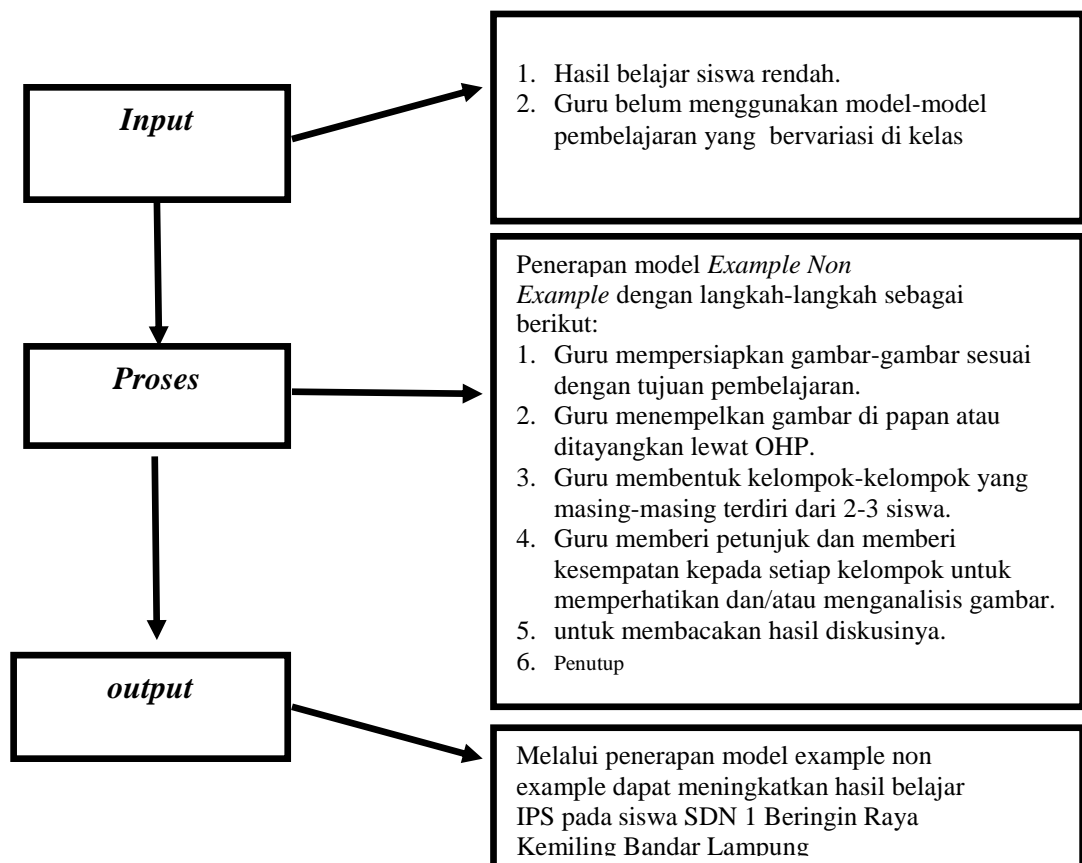 Input
1. Hasil belajar siswa rendah.
2. Guru belum menggunakan model-model
pembelajaran yang bervariasi di kelas
Proses
Penerapan model Example Non
Example dengan langkah-langkah sebagai
berikut:
1. Guru mempersiapkan gambar-gambar sesuai
dengan tujuan pembelajaran.
2. Guru menempelkan gambar di papan atau
ditayangkan lewat OHP.
3. Guru membentuk kelompok-kelompok yang
masing-masing terdiri dari 2-3 siswa.
4. Guru memberi petunjuk dan memberi
kesempatan kepada setiap kelompok untuk
memperhatikan dan/atau menganalisis gambar.
5. untuk membacakan hasil diskusinya.
6. Penutup
output
Melalui penerapan model example non
example dapat meningkatkan hasil belajar
IPS pada siswa SDN 1 Beringin Raya
Kemiling Bandar Lampung